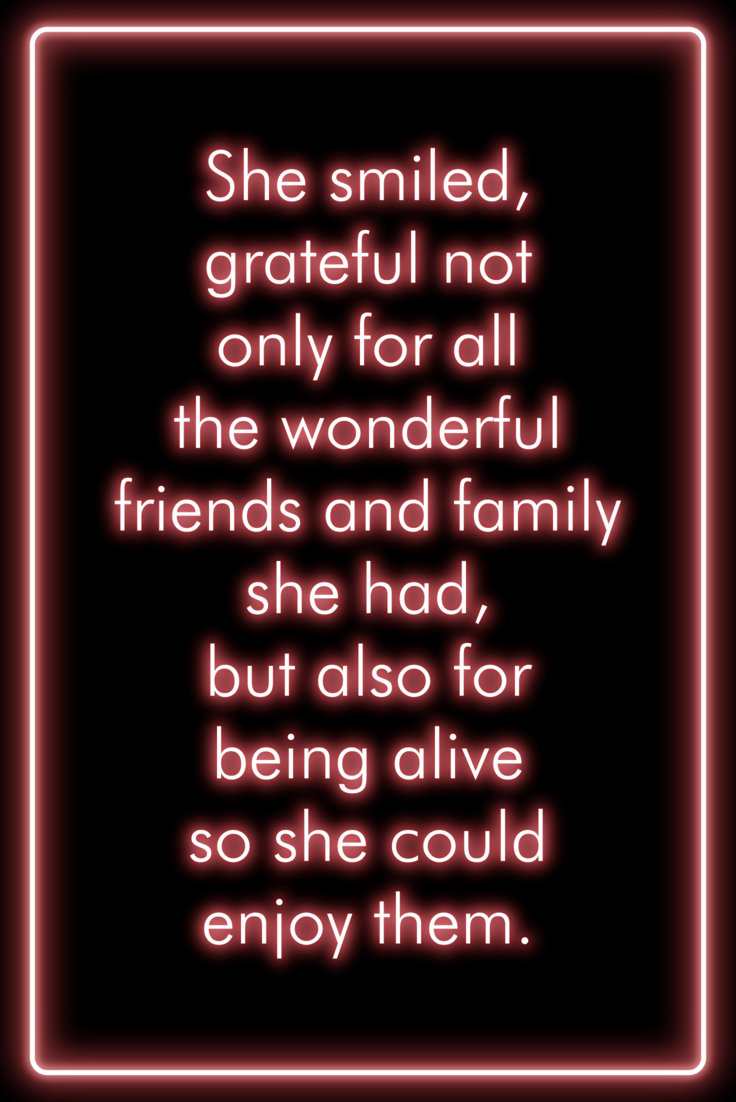 She smiled,
grateful not
only for all
the wonderful
friends and family
she had,
but also for
being alive
so she could
enjoy them.